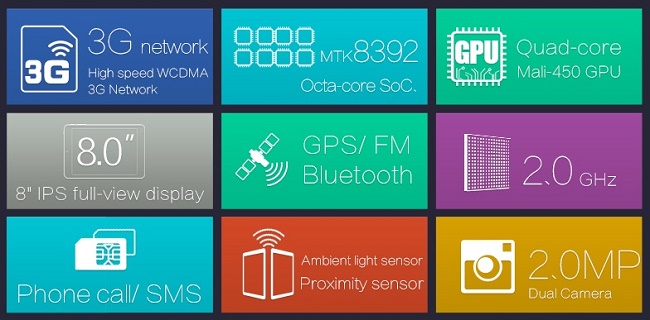 3G
3G network
High speed WCDMA
3G Network
MTK8392
Octa-core SoC.
GPU
Quad-core
Mali-450 GPU
8.0"
8" IPS full-view display
GPS/ FM
Bluetooth
2.0 GHz
Phone call/ SMS
Ambient light sensor
Proximity sensor
2.0MP
Dual Camera